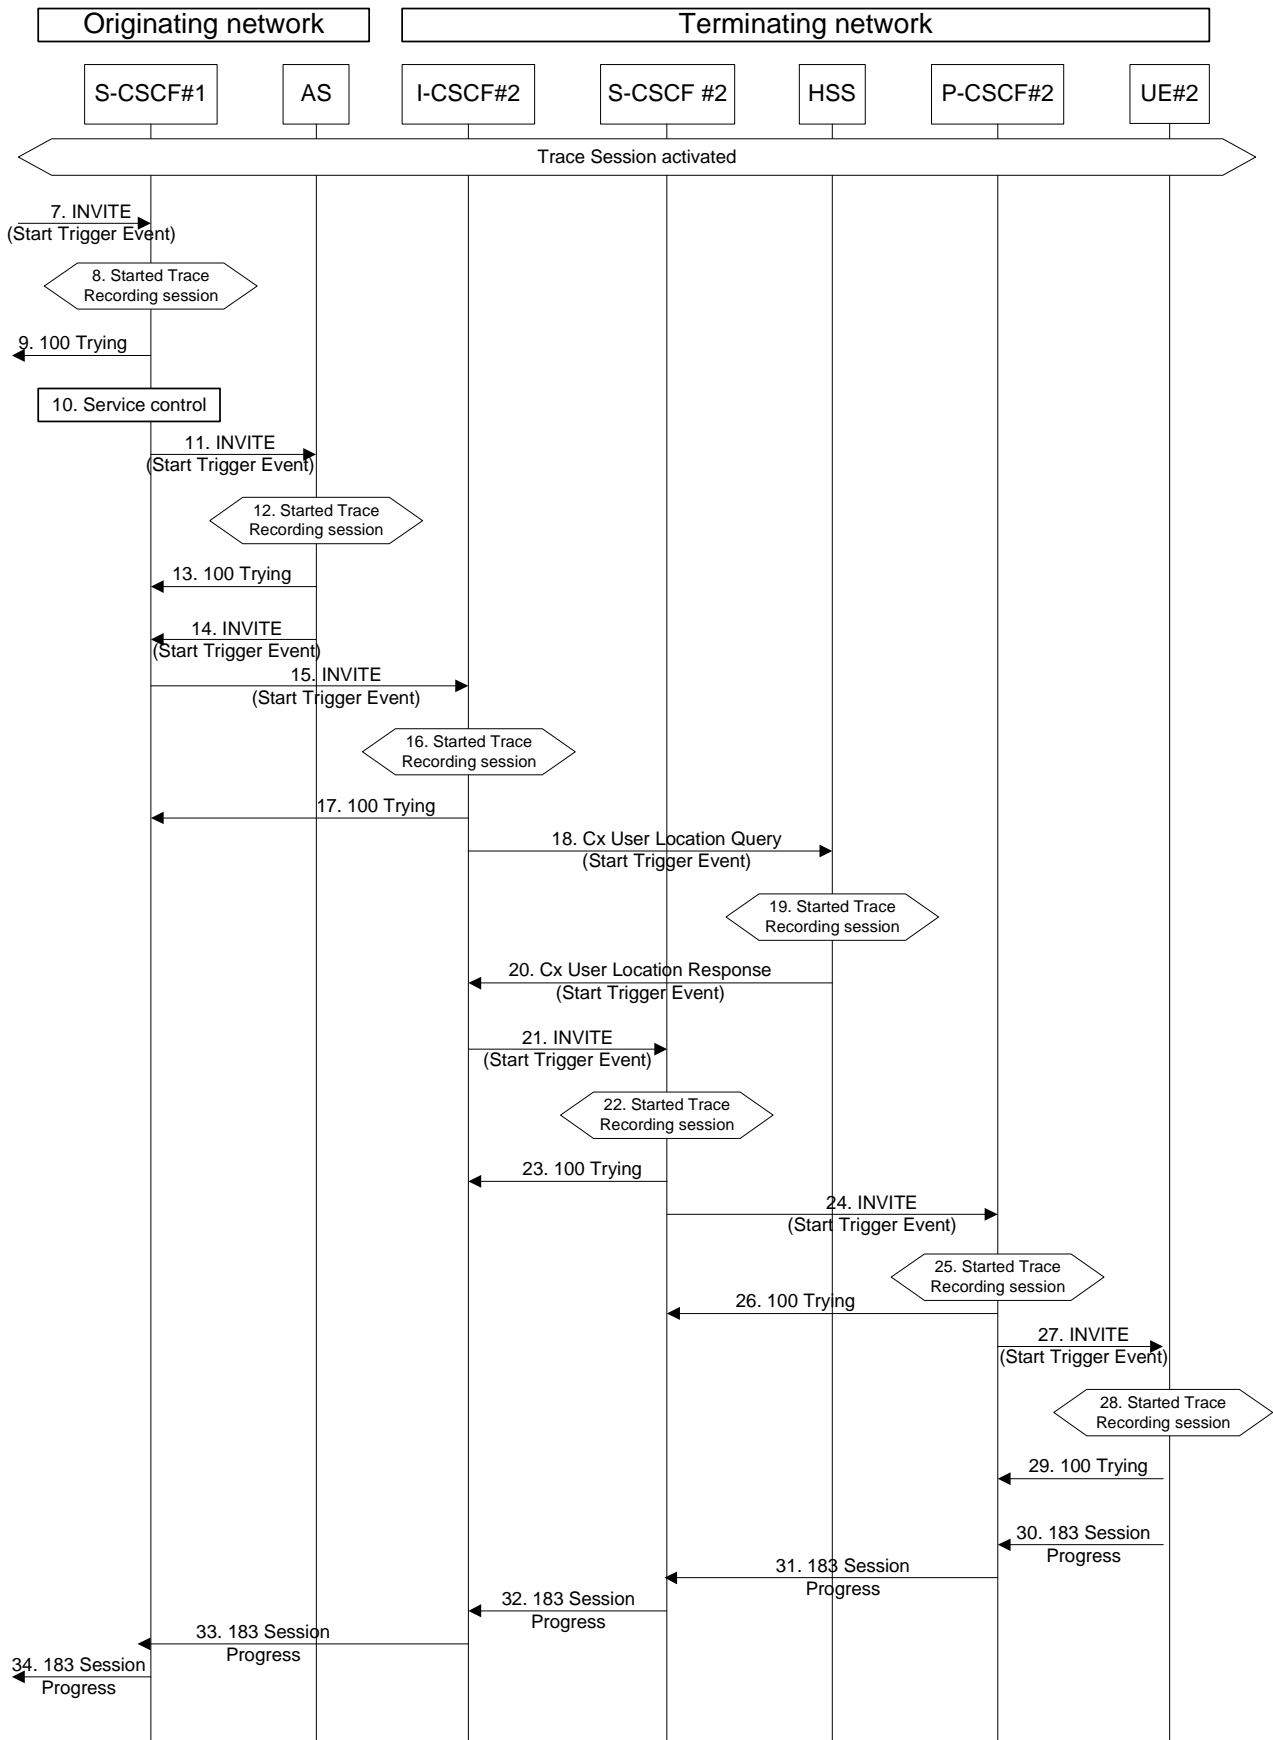 Originating network
Terminating network
S-CSCF#1
AS
I-CSCF#2
S-CSCF #2
HSS
P-CSCF#2
UE#2
Trace Session activated
7. INVITE
(Start Trigger Event)
8. Started Trace
Recording session
9. 100 Trying
10. Service control
11. INVITE
(Start Trigger Event)
12. Started Trace
Recording session
13. 100 Trying
14. INVITE
(Start Trigger Event)
15. INVITE
(Start Trigger Event)
16. Started Trace
Recording session
17. 100 Trying
18. Cx User Location Query
(Start Trigger Event)
19. Started Trace
Recording session
20. Cx User Location Response
(Start Trigger Event)
21. INVITE
(Start Trigger Event)
22. Started Trace
Recording session
23. 100 Trying
24. INVITE
(Start Trigger Event)
25. Started Trace
Recording session
26. 100 Trying
27. INVITE
(Start Trigger Event)
28. Started Trace
Recording session
29. 100 Trying
30. 183 Session
Progress
31. 183 Session
Progress
32. 183 Session
Progress
33. 183 Session
Progress
34. 183 Session
Progress